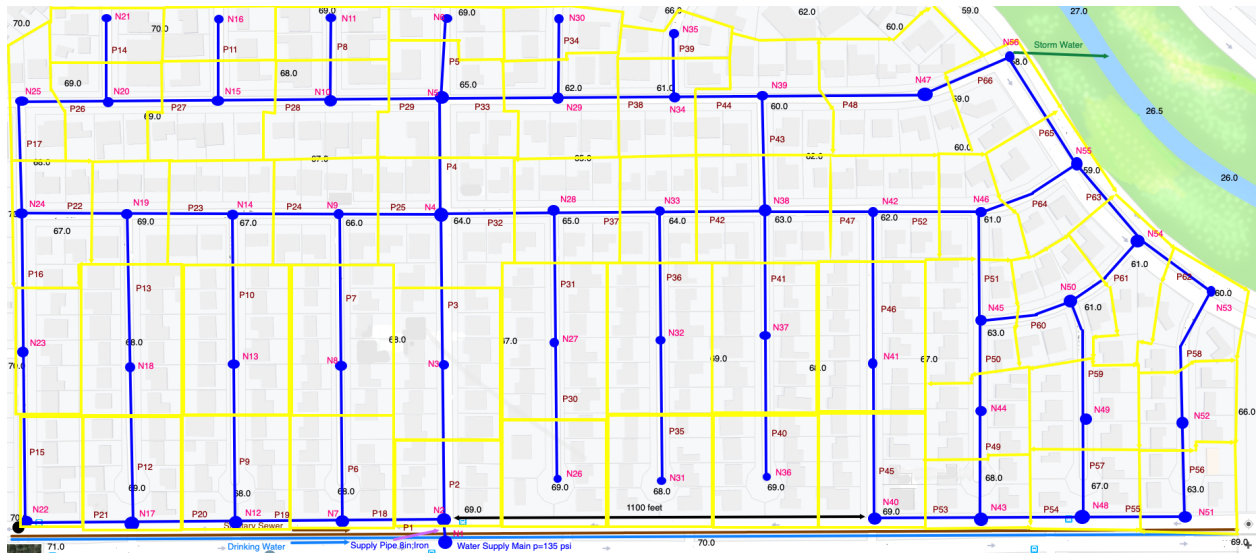 70.0 N21 N16 69.0 N11 69.0 N6 69.0 N30 66.0 62.0 59.0 27.0
70.0 N35 60.0
P14 P11 P8 P34 P39 N56 Storm Water
P5 58.0
69.0 68.0 65.0 62.0 61.0 N39 N47 P66
N25 N20 N15 N10 N5 N29 N34 60.0 59.0 26.5
P26 P27 P28 P29 P33 P38 P44 P48
69.0
P17 P43 P65
68.0 67.0 P4 65.0 62.0 60.0 N55
59.0 26.0
N24 N19 N14 N9 N4 N28 N33 N38 N42 N46 P64 P63
P22 P23 P24 P25 P32 P37 P42 P47 P52
69.0 67.0 66.0 64.0 65.0 64.0 63.0 62.0 61.0
67.0 N54
61.0
P16 P13 P10 P7 P3 P31 P36 P41 P46 P51 P61 P62
N50 60.0
N45 61.0 N53
63.0 P60
N23 68.0 63.0 67.0 N27 N32 N37 67.0 P58
70.0 N18 N13 N8 N3 69.0 68.0 N41 P50 P59
P30 N44 N49 N52 66.0
P15 P12 P9 P6 P2 P35 P40 P45 P49 P57 P56
N26 N31 N36 68.0
69.0 68.0 68.0 69.0 68.0 69.0 67.0 63.0
N22 N17 N12 N7 N2 69.0 1100 feet N40 N43 N48 N51
P21 P20 P19 P18 69.0 P53 P54 P55
Sanitary Sewer P1 N1
71.0 Drinking Water Supply Pipe 8in;Iron Water Supply Main p=135 psi 70.0 69.0